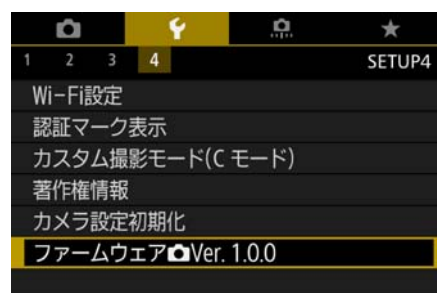 1 2 3 4 SETUP4
Wi-Fi設定
認証マーク表示
カスタム撮影モード(C モード)
著作権情報
カメラ設定初期化
ファームウェア Ver. 1.0.0